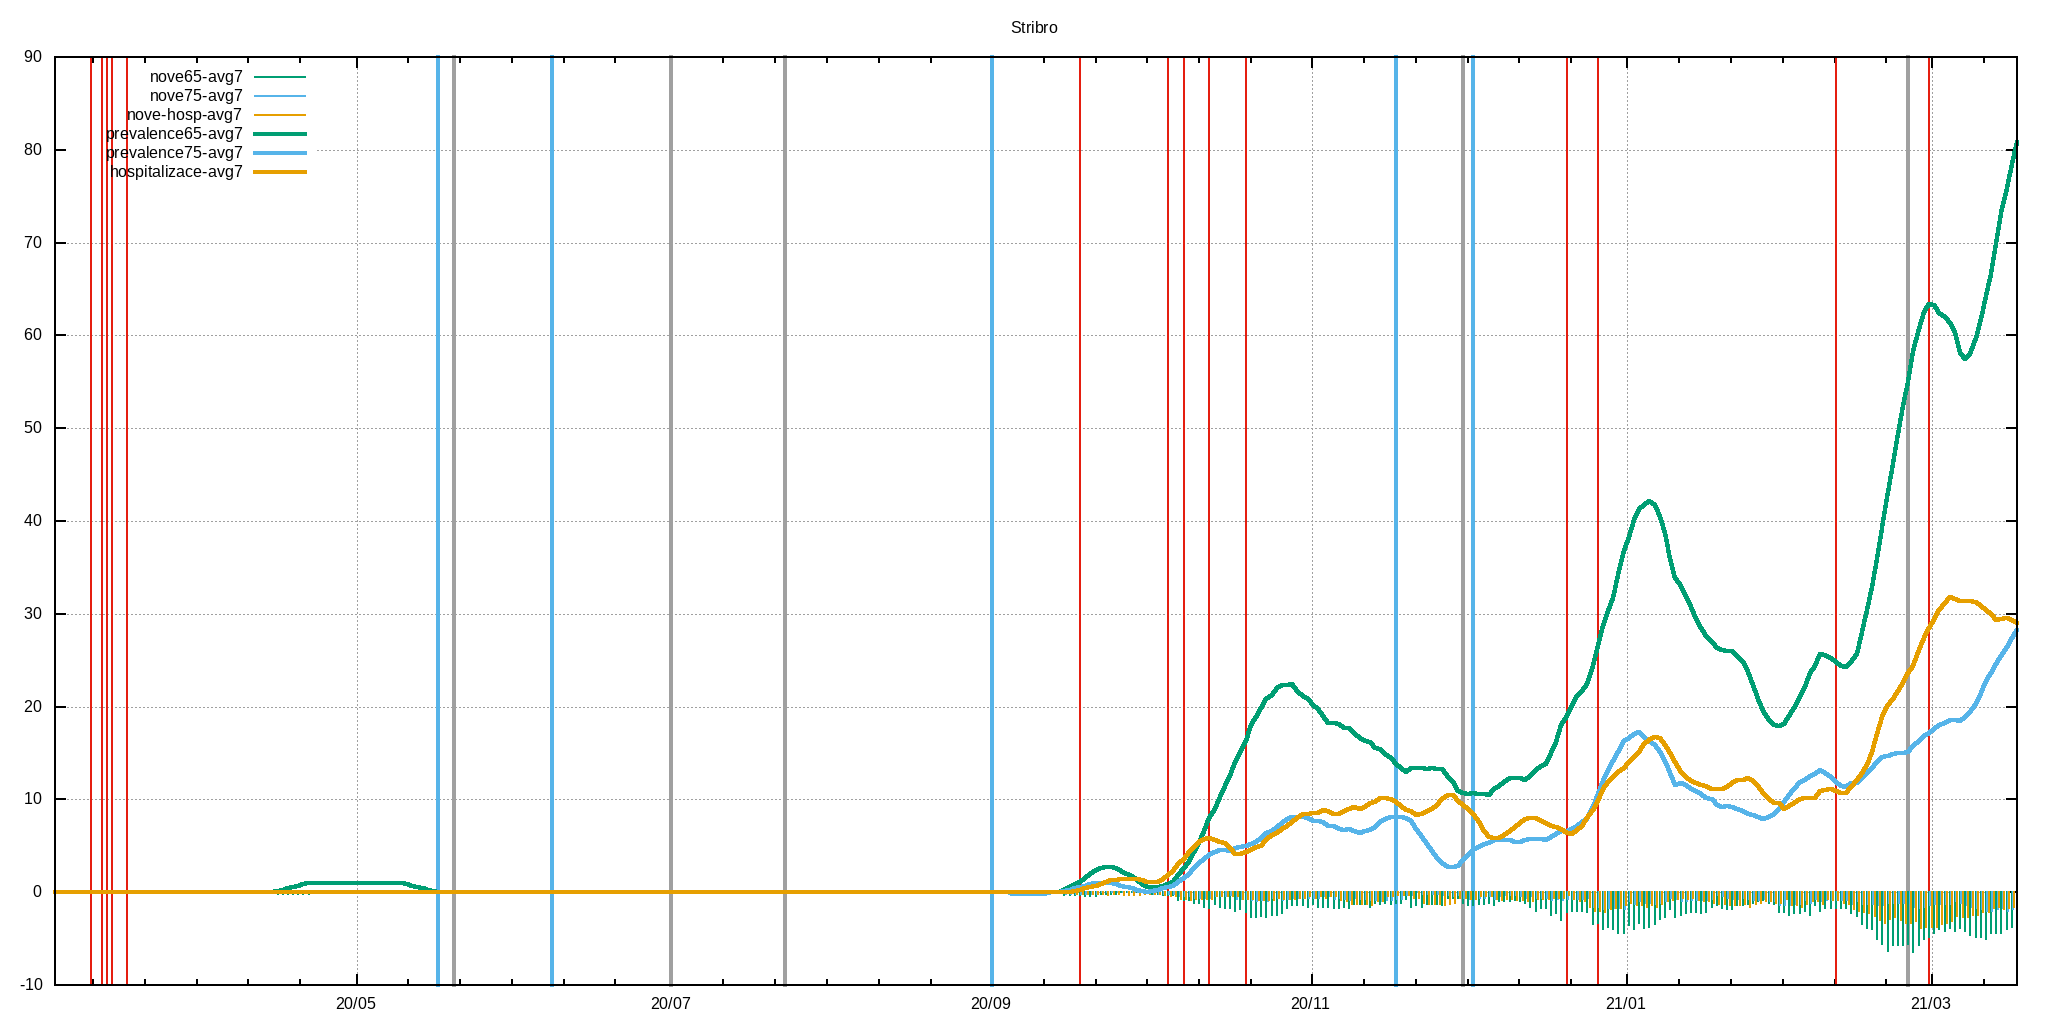 Stribro
90
nove65-avg7
nove75-avg7
nove-hosp-avg7
prevalence65-avg7
prevalence75-avg7
hospitalizace-avg7
80
70
60
50
40
30
20
10
0
-10
20/05 20/07 20/09 20/11 21/01 21/03